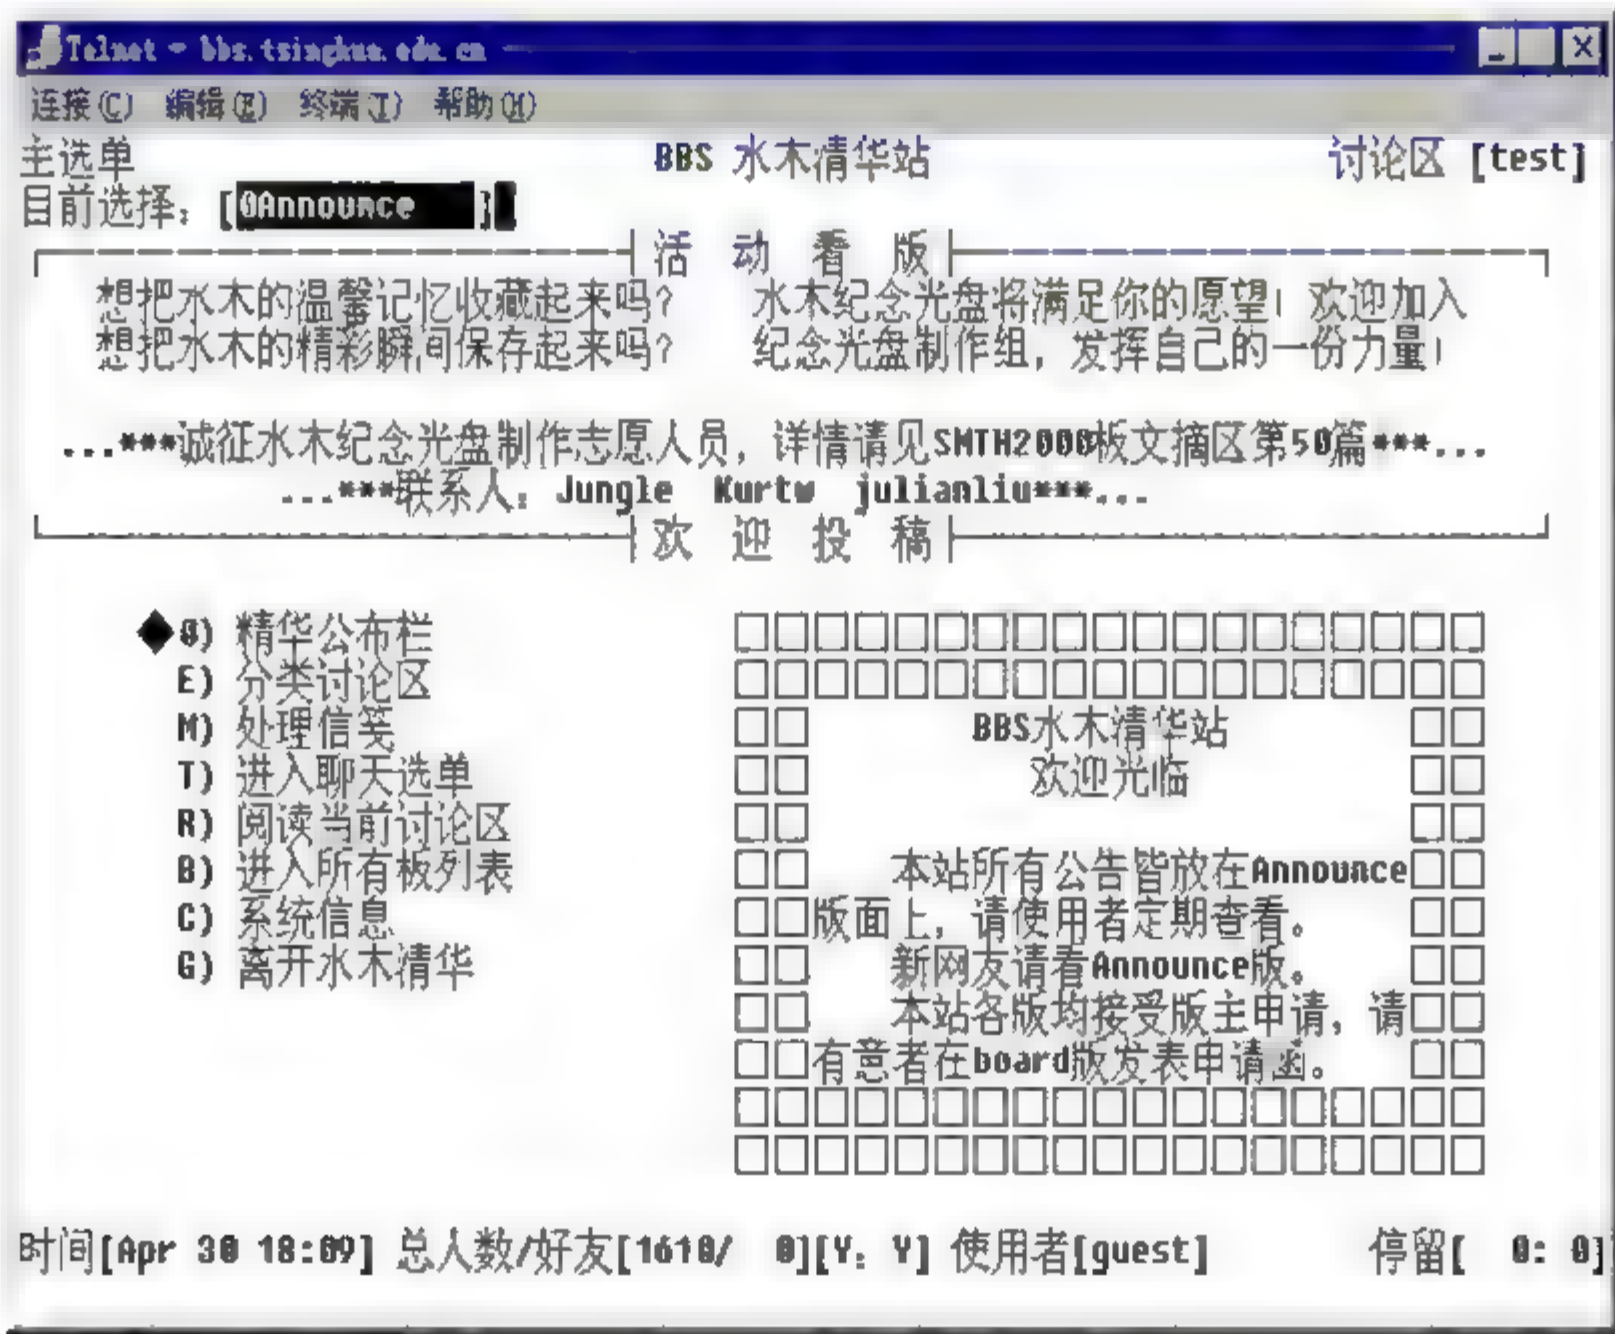 Telnet - bbs.tsinghua.edu.cn
连接(C) 编辑(E) 终端(T) 帮助(H)
主选单 BBS 水木清华站 讨论区 [test]
目前选择：[0Announce ]
活 动 看 版
想把水木的温馨记忆收藏起来吗？ 水木纪念光盘将满足你的愿望！欢迎加入
想把水木的精彩瞬间保存起来吗？ 纪念光盘制作组，发挥自己的一份力量！
...***诚征水木纪念光盘制作志愿人员，详情请见SMTH2000板文摘区第50篇***...
...***联系人：Jungle Kurtw julianliu***...
欢 迎 投 稿
◆0) 精华公布栏
E) 分类讨论区
M) 处理信笺
T) 进入聊天选单
R) 阅读当前讨论区
B) 进入所有板列表
C) 系统信息
G) 离开水木清华
BBS水木清华站
欢迎光临
本站所有公告皆放在Announce
版面上，请使用者定期查看。
新网友请看Announce版。
本站各版均接受版主申请，请
有意者在board版发表申请函。
时间[Apr 30 18:09] 总人数/好友[1610/ 0][Y：Y] 使用者[guest] 停留[ 0: 0]